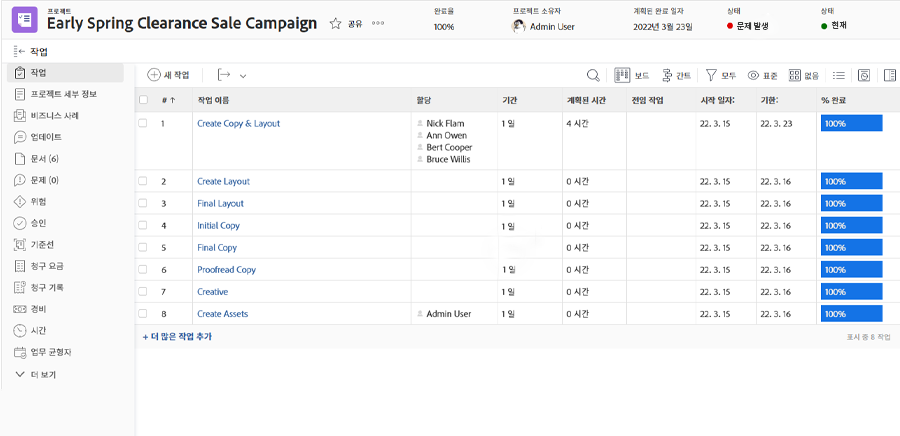 프로젝트
Early Spring Clearance Sale Campaign 공유
완료율
100%
프로젝트 소유자
Admin User
계획된 완료 일자
2022년 3월 23일
상태
문제 발생
상태
현재
작업
작업
프로젝트 세부 정보
비즈니스 사례
업데이트
문서 (6)
문제 (0)
위험
승인
기준선
청구 요금
청구 기록
경비
시간
업무 균형자
더 보기
새 작업 보드 간트 모두 표준 없음
# ↑ 작업 이름 할당 기간 계획된 시간 전임 작업 시작 일자: 기한: % 완료
1 Create Copy & Layout Nick Flam 1 일 4 시간 22. 3. 15 22. 3. 23 100%
Ann Owen
Bert Cooper
Bruce Willis
2 Create Layout 1 일 0 시간 22. 3. 15 22. 3. 16 100%
3 Final Layout 1 일 0 시간 22. 3. 15 22. 3. 16 100%
4 Initial Copy 1 일 0 시간 22. 3. 15 22. 3. 16 100%
5 Final Copy 0 시간 22. 3. 15 22. 3. 16 100%
6 Proofread Copy 1 일 0 시간 22. 3. 15 22. 3. 16 100%
7 Creative 1 일 0 시간 22. 3. 15 22. 3. 16 100%
8 Create Assets Admin User 1 일 0 시간 22. 3. 15 22. 3. 16 100%
+ 더 많은 작업 추가
표시 중 8 작업